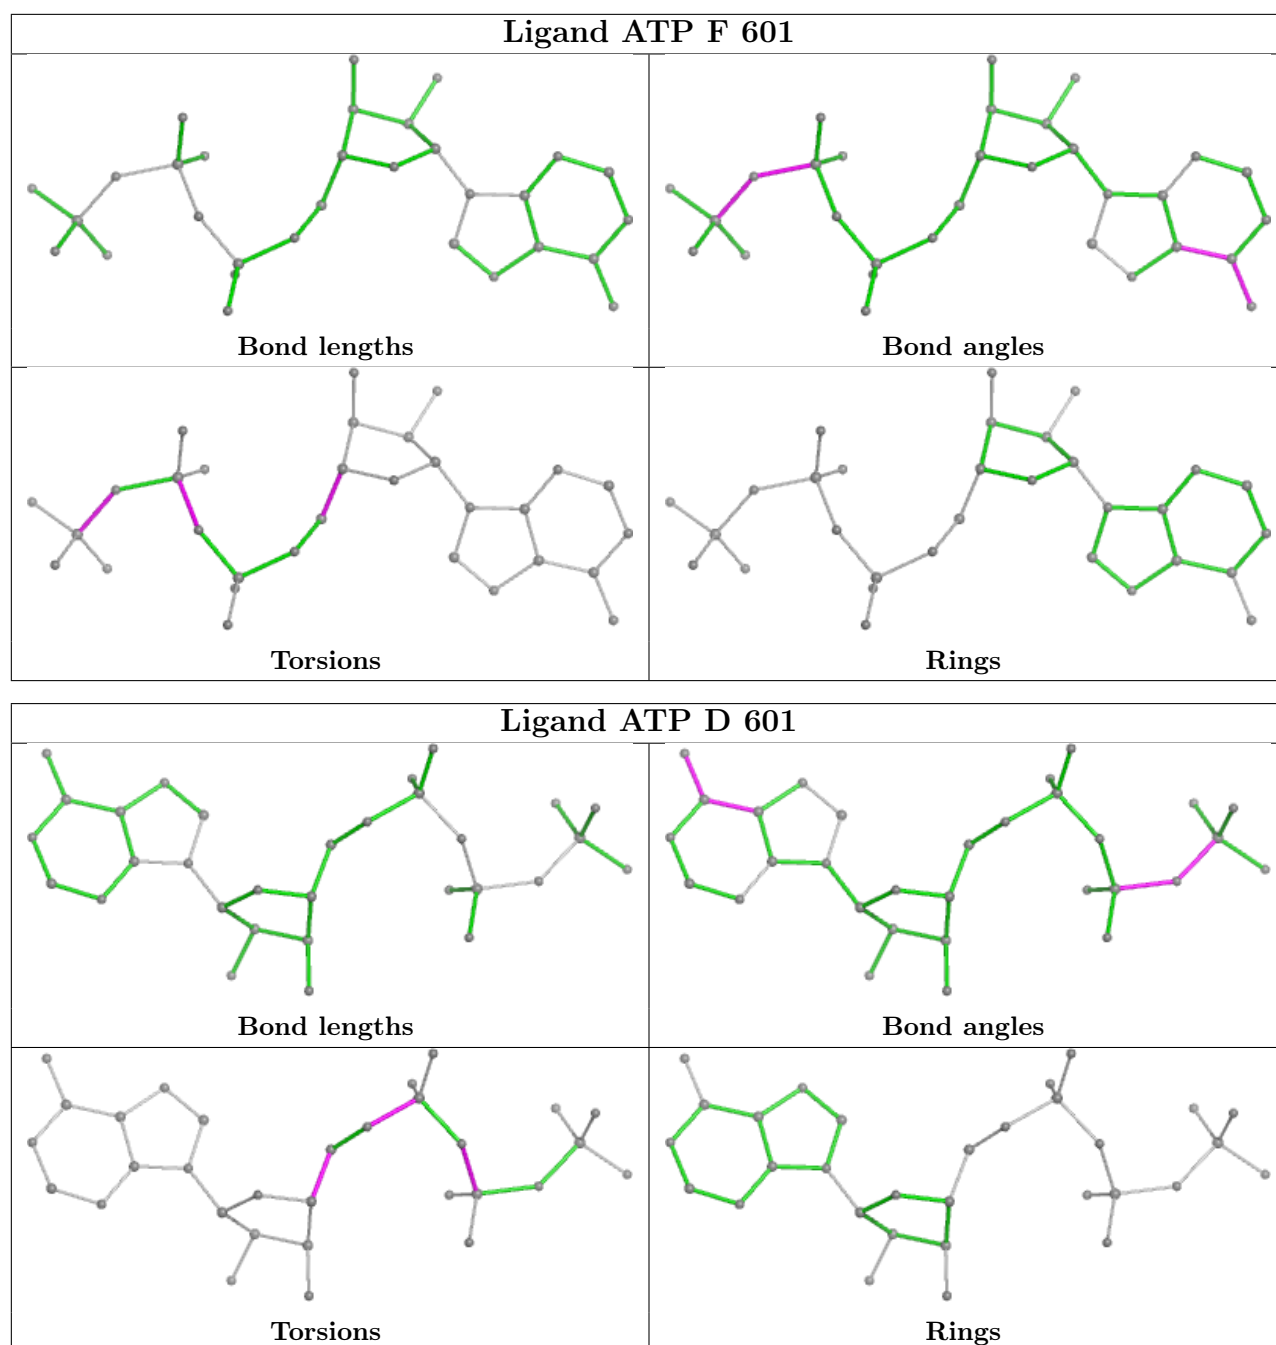 Ligand ATP F 601
Bond lengths
Bond angles
Torsions
Rings
Ligand ATP D 601
Bond lengths
Bond angles
Torsions
Rings